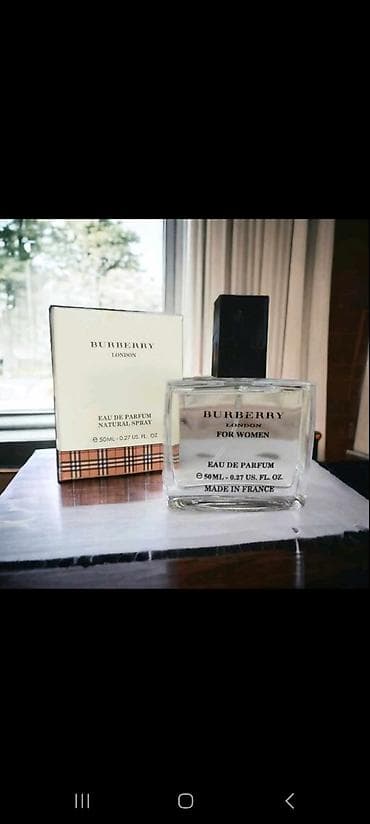 BURBERRY
LONDON
EAU DE PARFUM
NATURAL SPRAY
℮ 50ML - 0.27 US. FL. OZ
BURBERRY
LONDON
FOR WOMEN
EAU DE PARFUM
℮ 50ML - 0.27 US. FL. OZ.
MADE IN FRANCE